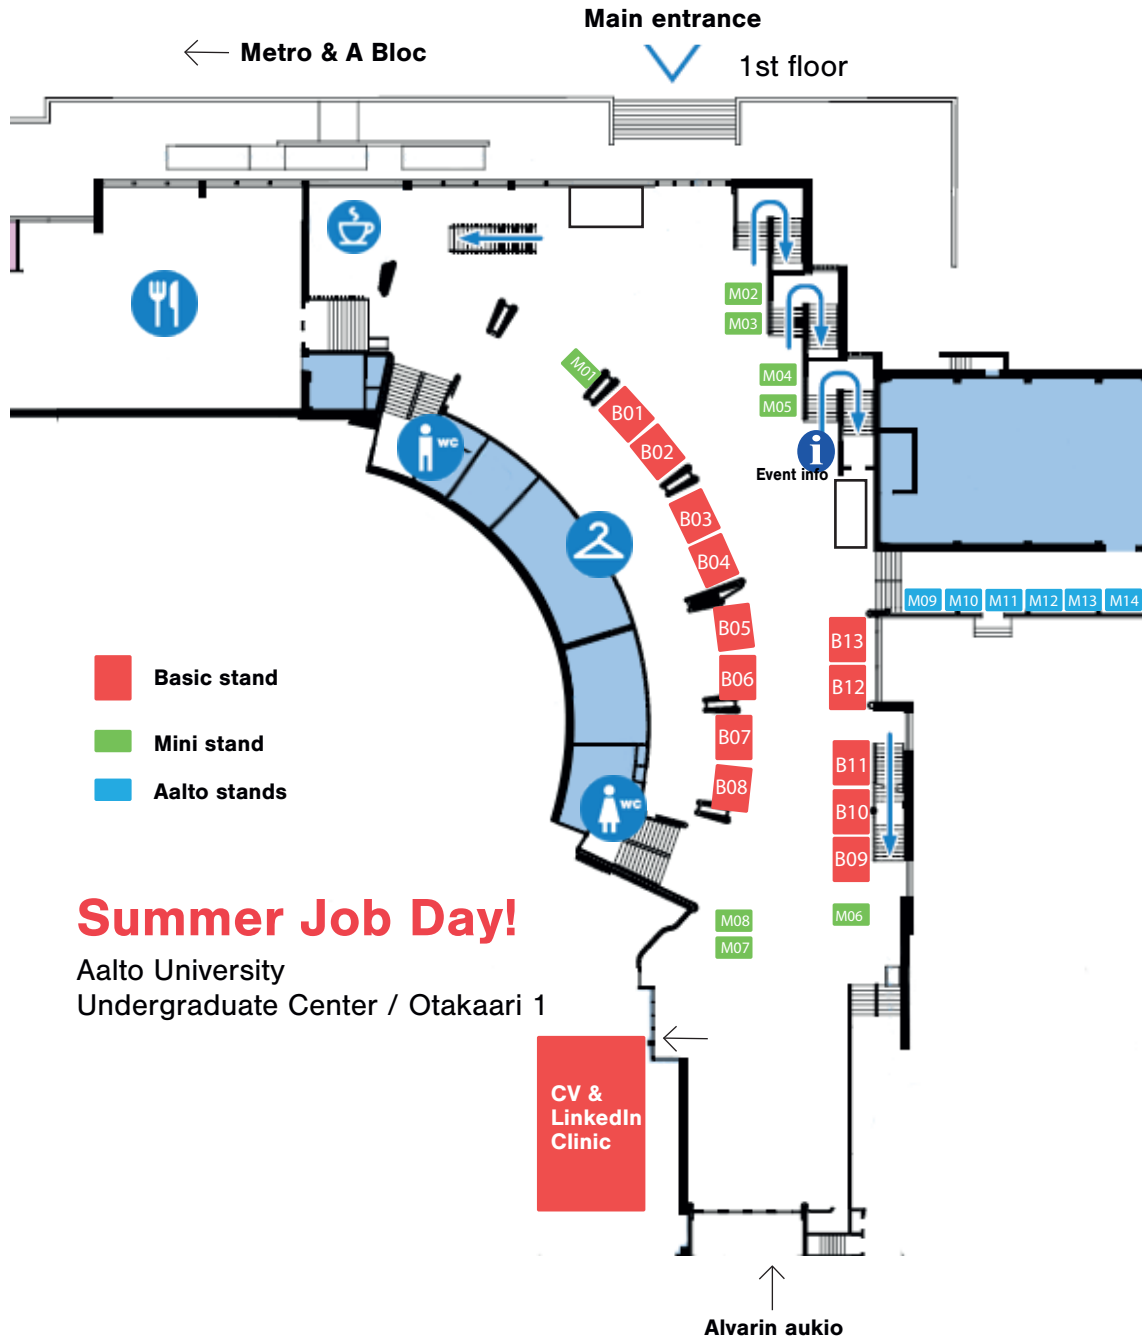 Main entrance
Metro & A Bloc
1st floor
M02
M03
M01
M04
M05
B01
B02
Event info
B03
B04
M09 M10 M11 M12 M13 M14
B05
B13
B06
B12
B07
B11
B08
B10
B09
M08
M06
M07
WC
WC
i
Basic stand
Mini stand
Aalto stands
Summer Job Day!
Aalto University
Undergraduate Center / Otakaari 1
CV &
LinkedIn
Clinic
Alvarin aukio